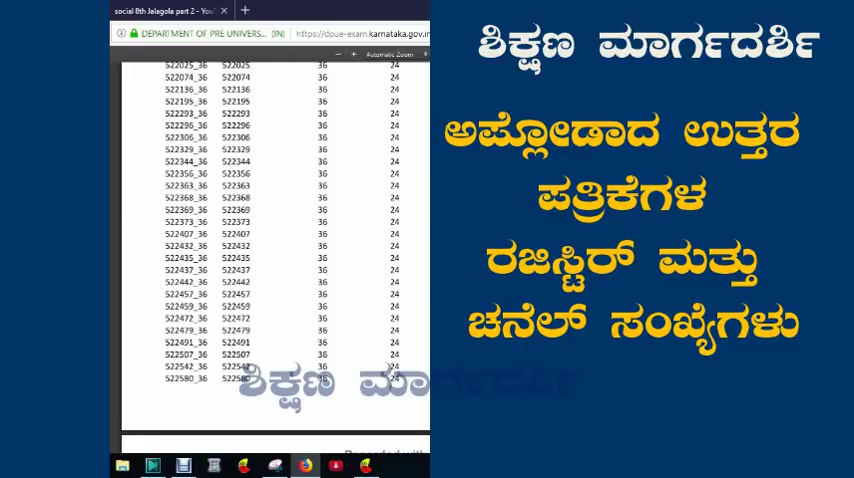 social 8th Jalagola part 2 - You
DEPARTMENT OF PRE UNIVERS... (IN) https://dpue-exam.karnataka.gov.in
Automatic Zoom
522025_36 522025 36 24
522074_36 522074 36 24
522136_36 522136 36 24
522195_36 522195 36 24
522293_36 522293 36 24
522296_36 522296 36 24
522306_36 522306 36 24
522329_36 522329 36 24
522344_36 522344 36 24
522356_36 522356 36 24
522363_36 522363 36 24
522368_36 522368 36 24
522369_36 522369 36 24
522373_36 522373 36 24
522407_36 522407 36 24
522432_36 522432 36 24
522435_36 522435 36 24
522437_36 522437 36 24
522442_36 522442 36 24
522457_36 522457 36 24
522459_36 522459 36 24
522472_36 522472 36 24
522479_36 522479 36 24
522491_36 522491 36 24
522507_36 522507 36 24
522542_36 522542 36 24
522580_36 522580 36 24
ಶಿಕ್ಷಣ ಮಾರ್ಗದರ್ಶಿ
ಶಿಕ್ಷಣ ಮಾರ್ಗದರ್ಶಿ
ಅಪ್ಲೋಡಾದ ಉತ್ತರ
ಪತ್ರಿಕೆಗಳ
ರಜಿಸ್ಟಿರ್ ಮತ್ತು
ಚನೆಲ್ ಸಂಖ್ಯೆಗಳು